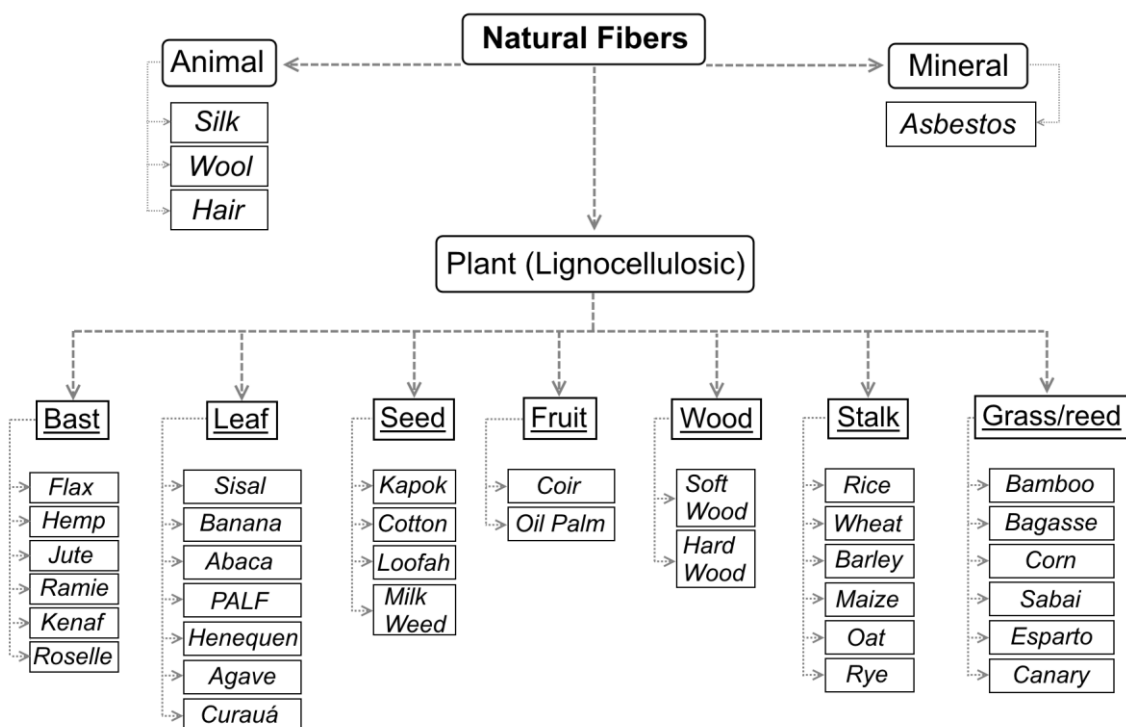 Natural Fibers
Animal
Mineral
Silk
Wool
Hair
Asbestos
Plant (Lignocellulosic)
Bast
Flax
Hemp
Jute
Ramie
Kenaf
Roselle
Leaf
Sisal
Banana
Abaca
PALF
Henequen
Agave
Curauá
Seed
Kapok
Cotton
Loofah
Milk
Weed
Fruit
Coir
Oil Palm
Wood
Soft
Wood
Hard
Wood
Stalk
Rice
Wheat
Barley
Maize
Oat
Rye
Grass/reed
Bamboo
Bagasse
Corn
Sabai
Esparto
Canary